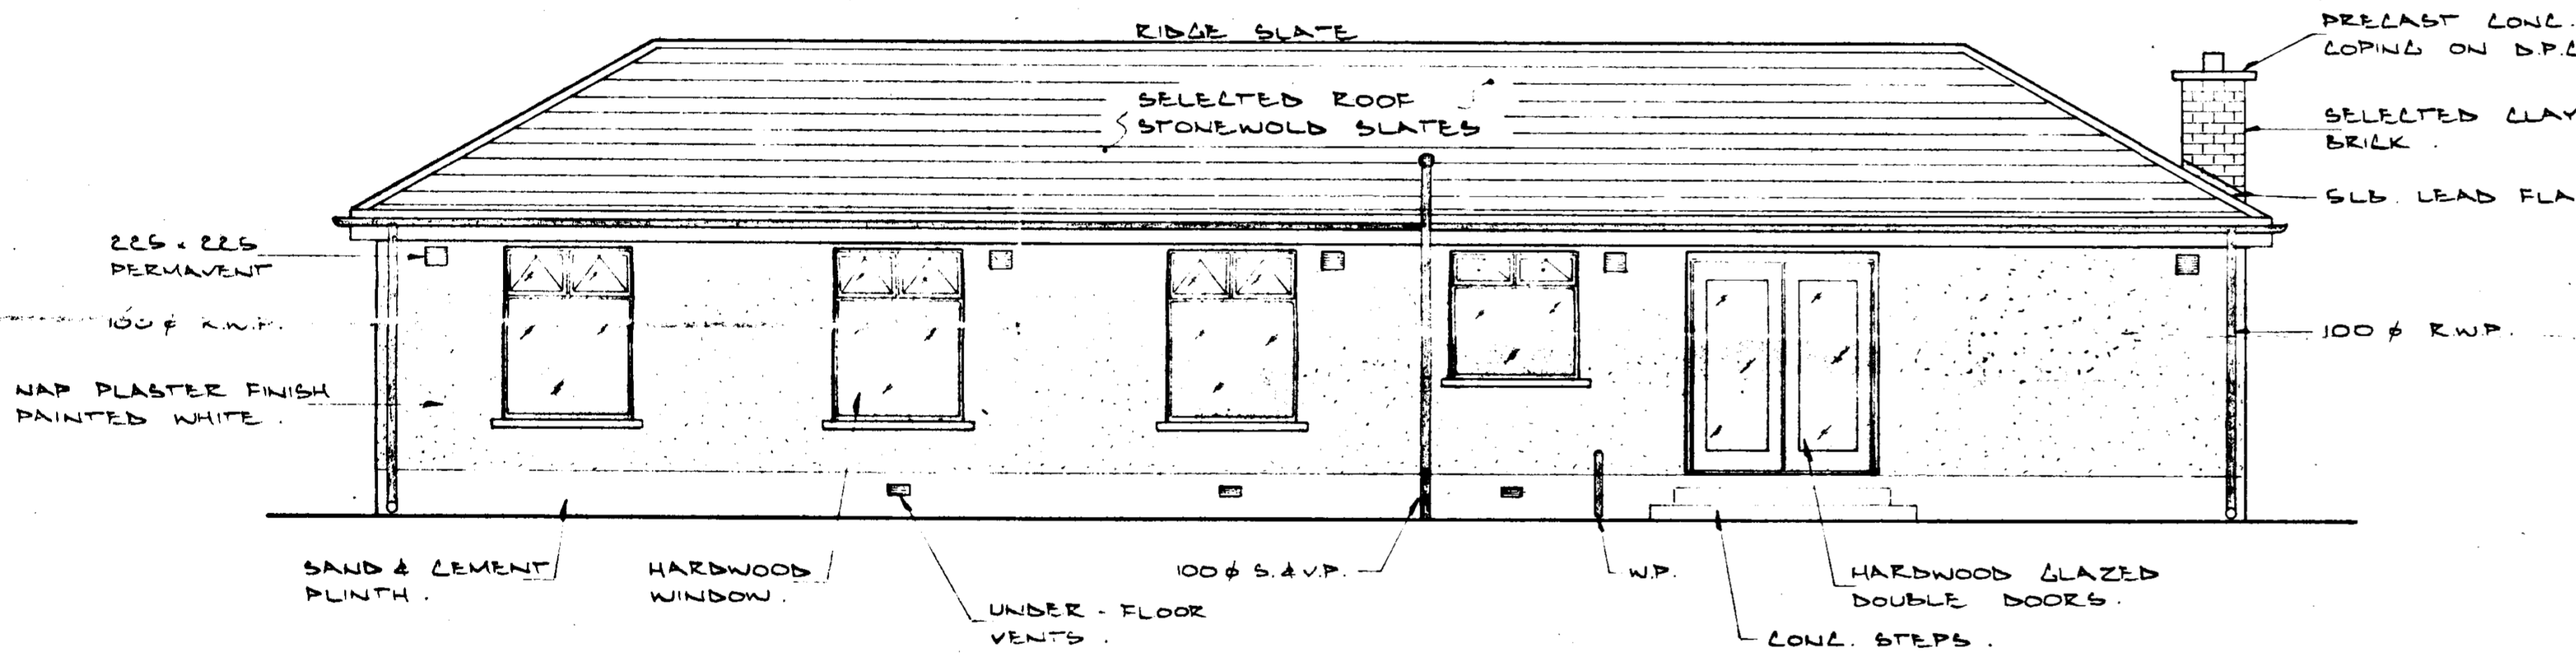 RIDGE SLATE
PRECAST CONC.
COPING ON D.P.C
SELECTED ROOF
STONEWOLD SLATES
SELECTED CLAY
BRICK .
5LB. LEAD FLA
225 x 225
PERMAVENT
100 ϕ R.W.P.
100 ϕ R.W.P.
NAP PLASTER FINISH
PAINTED WHITE .
SAND & CEMENT
PLINTH .
HARDWOOD
WINDOW .
UNDER - FLOOR
VENTS .
100 ϕ S. & V.P.
W.P.
HARDWOOD GLAZED
DOUBLE DOORS .
CONC. STEPS .